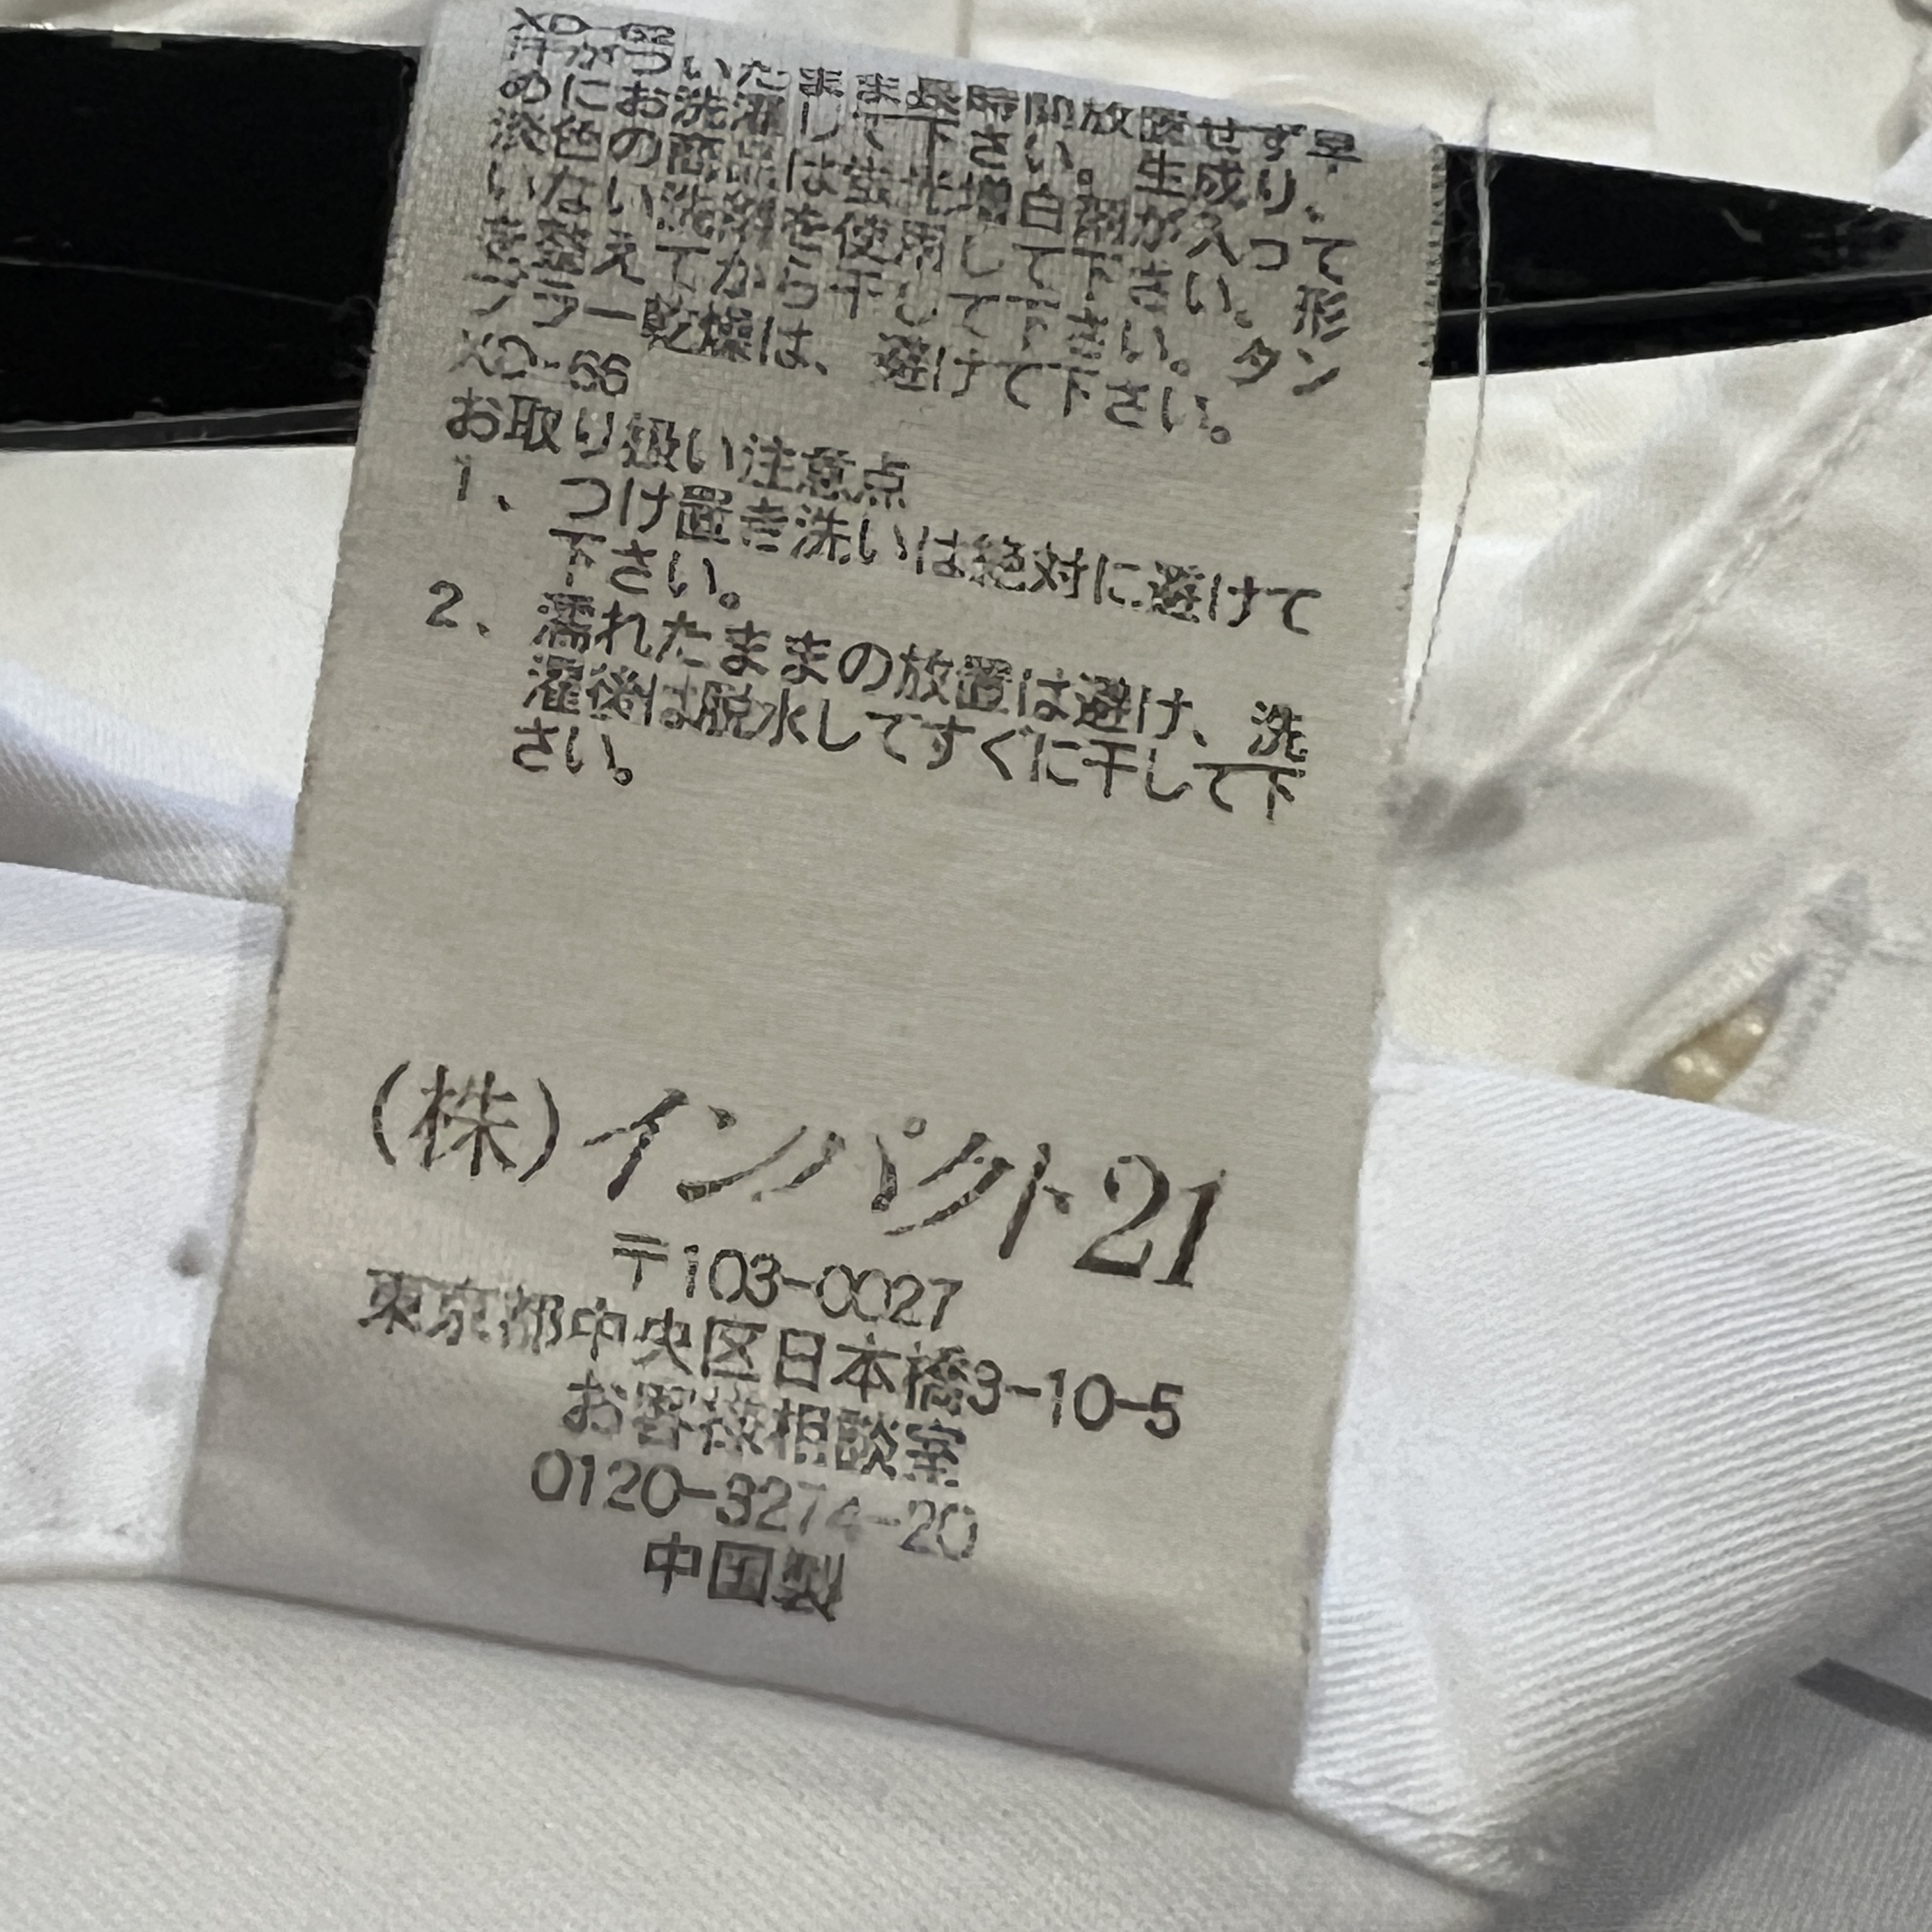 XO-62
汗がついたまま長時間放置せず早
めにお洗濯して下さい。生成り、
淡色の商品は蛍光増白剤が入って
いない洗剤を使用して下さい。形
を整えてから干して下さい。タン
ブラー乾燥は、避けて下さい。
XO-66
お取り扱い注意点
1、つけ置き洗いは絶対に避けて
下さい。
2、濡れたままの放置は避け、洗
濯後は脱水してすぐに干して下
さい。
(株)インパクト21
〒103-0027
東京都中央区日本橋3-10-5
お客様相談室
0120-3274-20
中国製